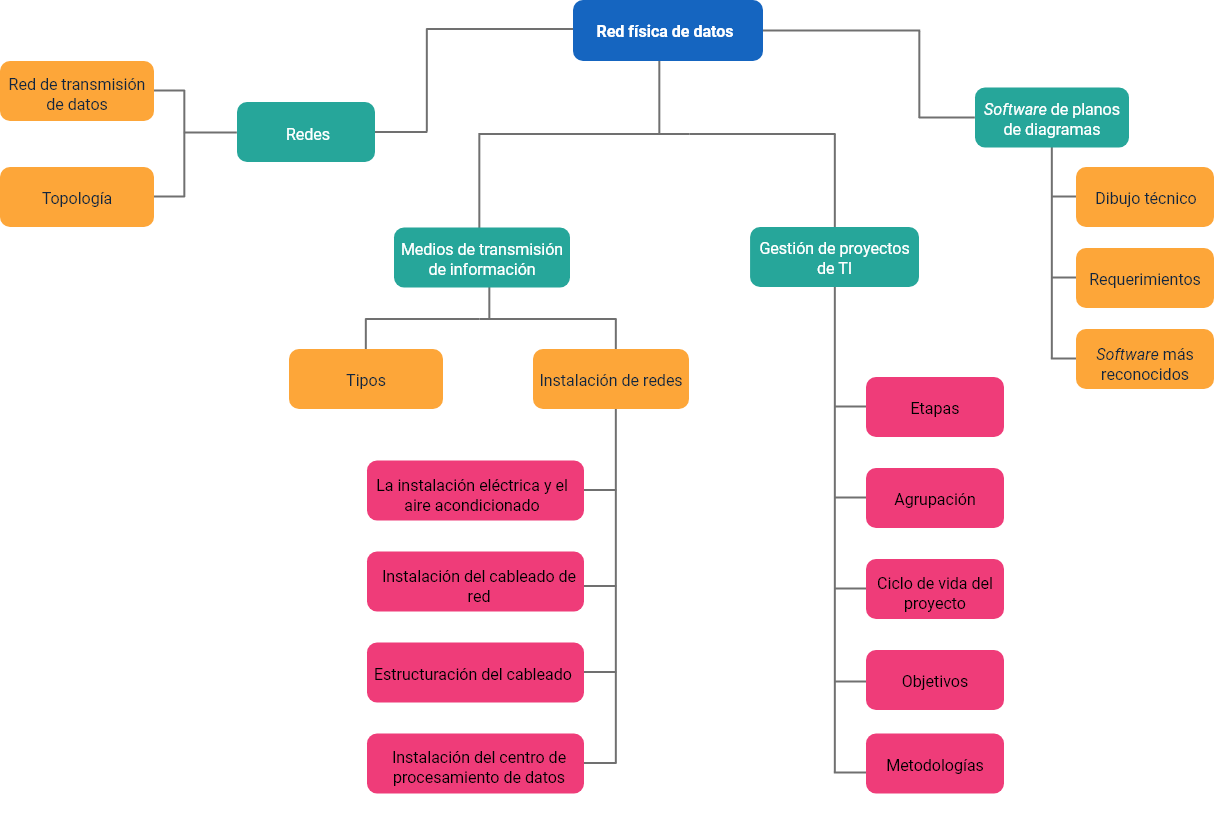 Red física de datos
Red de transmisión
de datos
Redes
Topología
Software de planos
de diagramas
Dibujo técnico
Requerimientos
Software más
reconocidos
Medios de transmisión
de información
Gestión de proyectos
de TI
Tipos
Instalación de redes
La instalación eléctrica y el
aire acondicionado
Instalación del cableado de
red
Estructuración del cableado
Instalación del centro de
procesamiento de datos
Etapas
Agrupación
Ciclo de vida del
proyecto
Objetivos
Metodologías